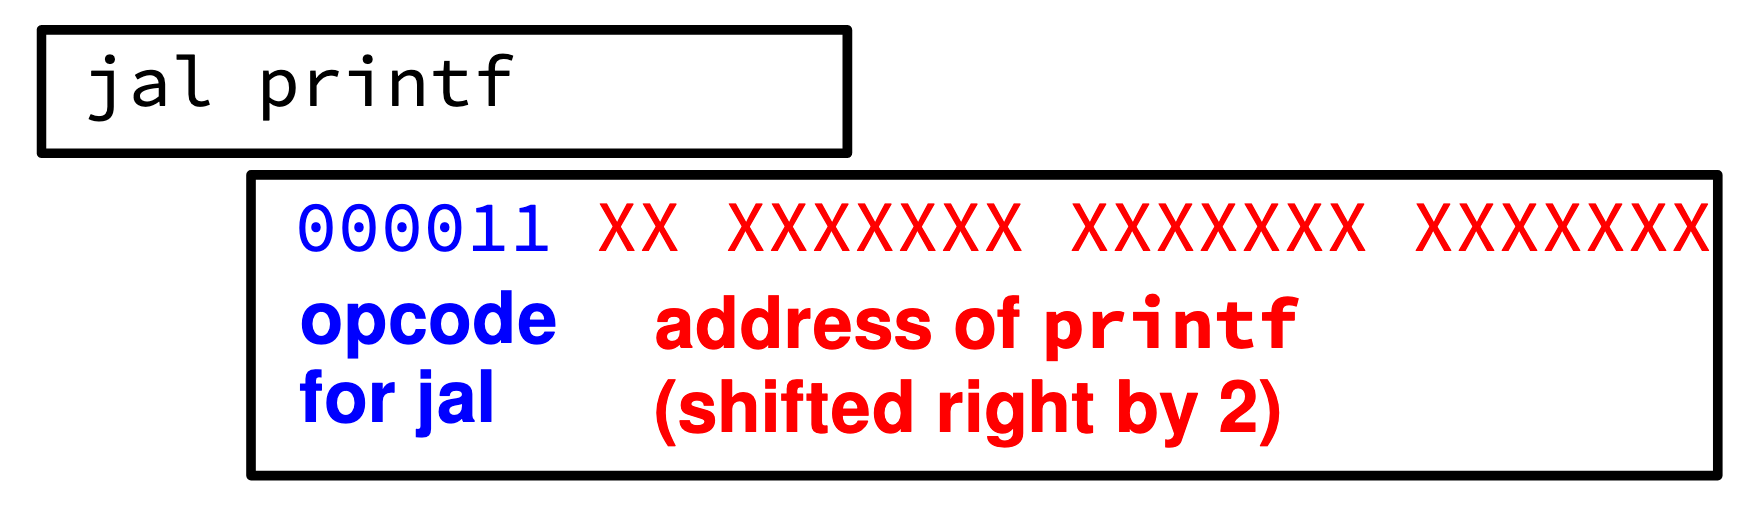 jal printf
000011 XX XXXXXXX XXXXXXX XXXXXXX
opcode address of printf
for jal (shifted right by 2)